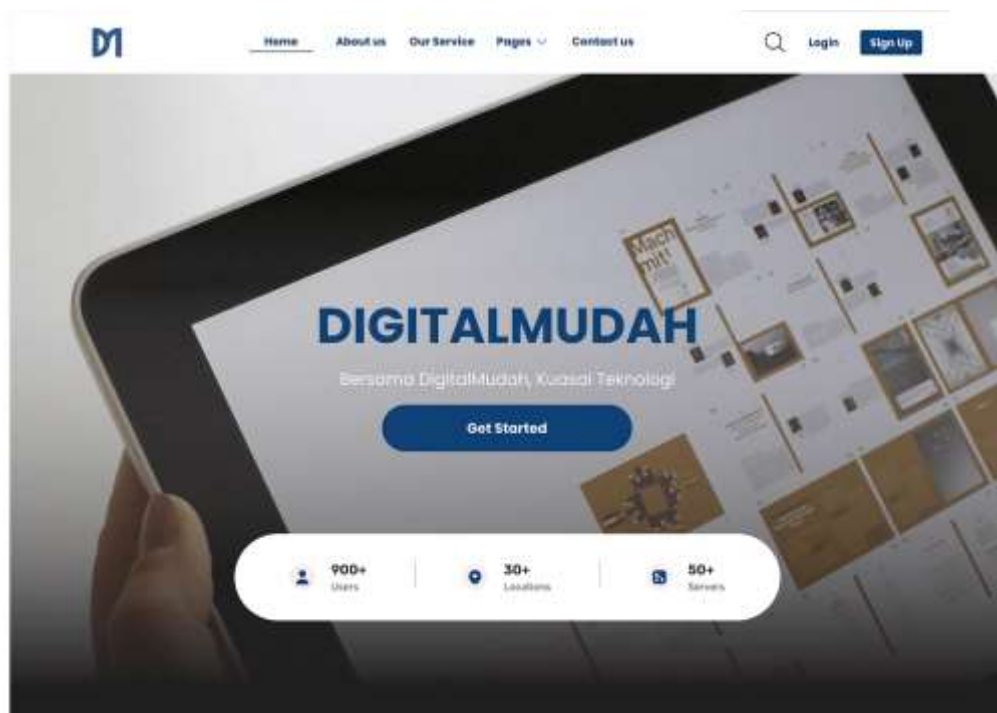 DM
Home About us Our Service Pages Contact us Login Sign Up
Mach
mit!
DIGITALMUDAH
Bersama DigitalMudah, Kuasai Teknologi
Get Started
900+ 30+ 50+
Users Locations Servers